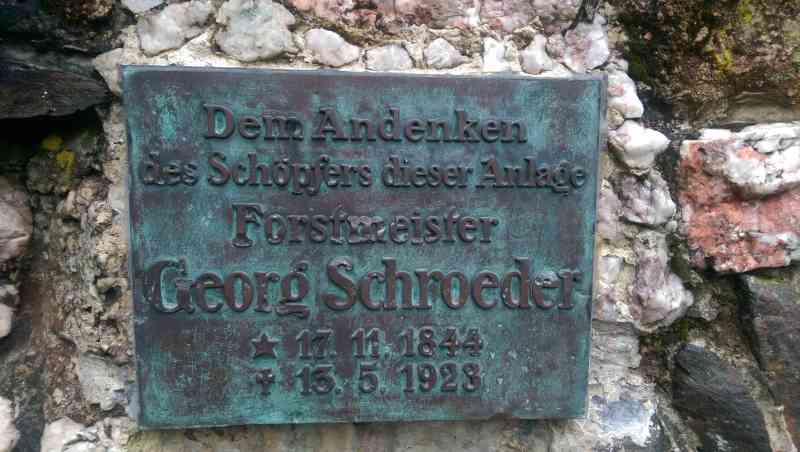 Dem Andenken
des Schöpfers dieser Anlage
Forstmeister
Georg Schroeder
★ 17. 11. 1844
✝ 13. 5. 1923